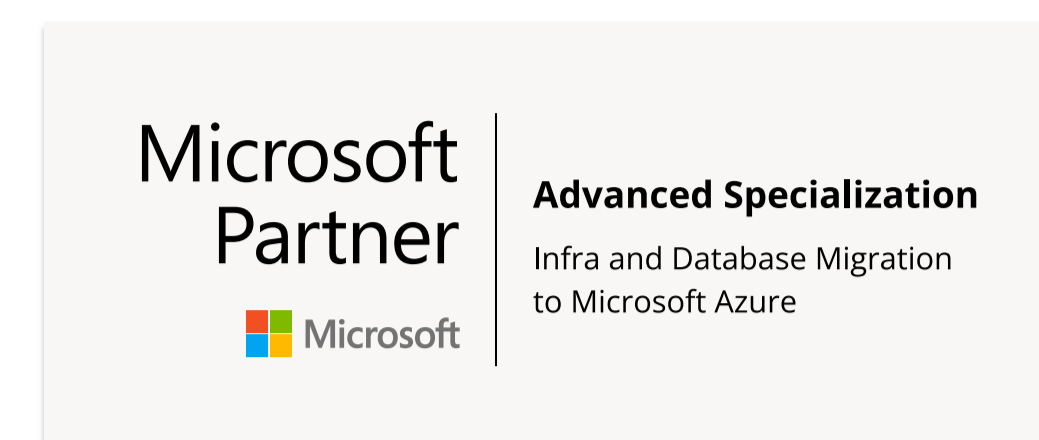 Microsoft
Partner
Microsoft
Advanced Specialization
Infra and Database Migration
to Microsoft Azure